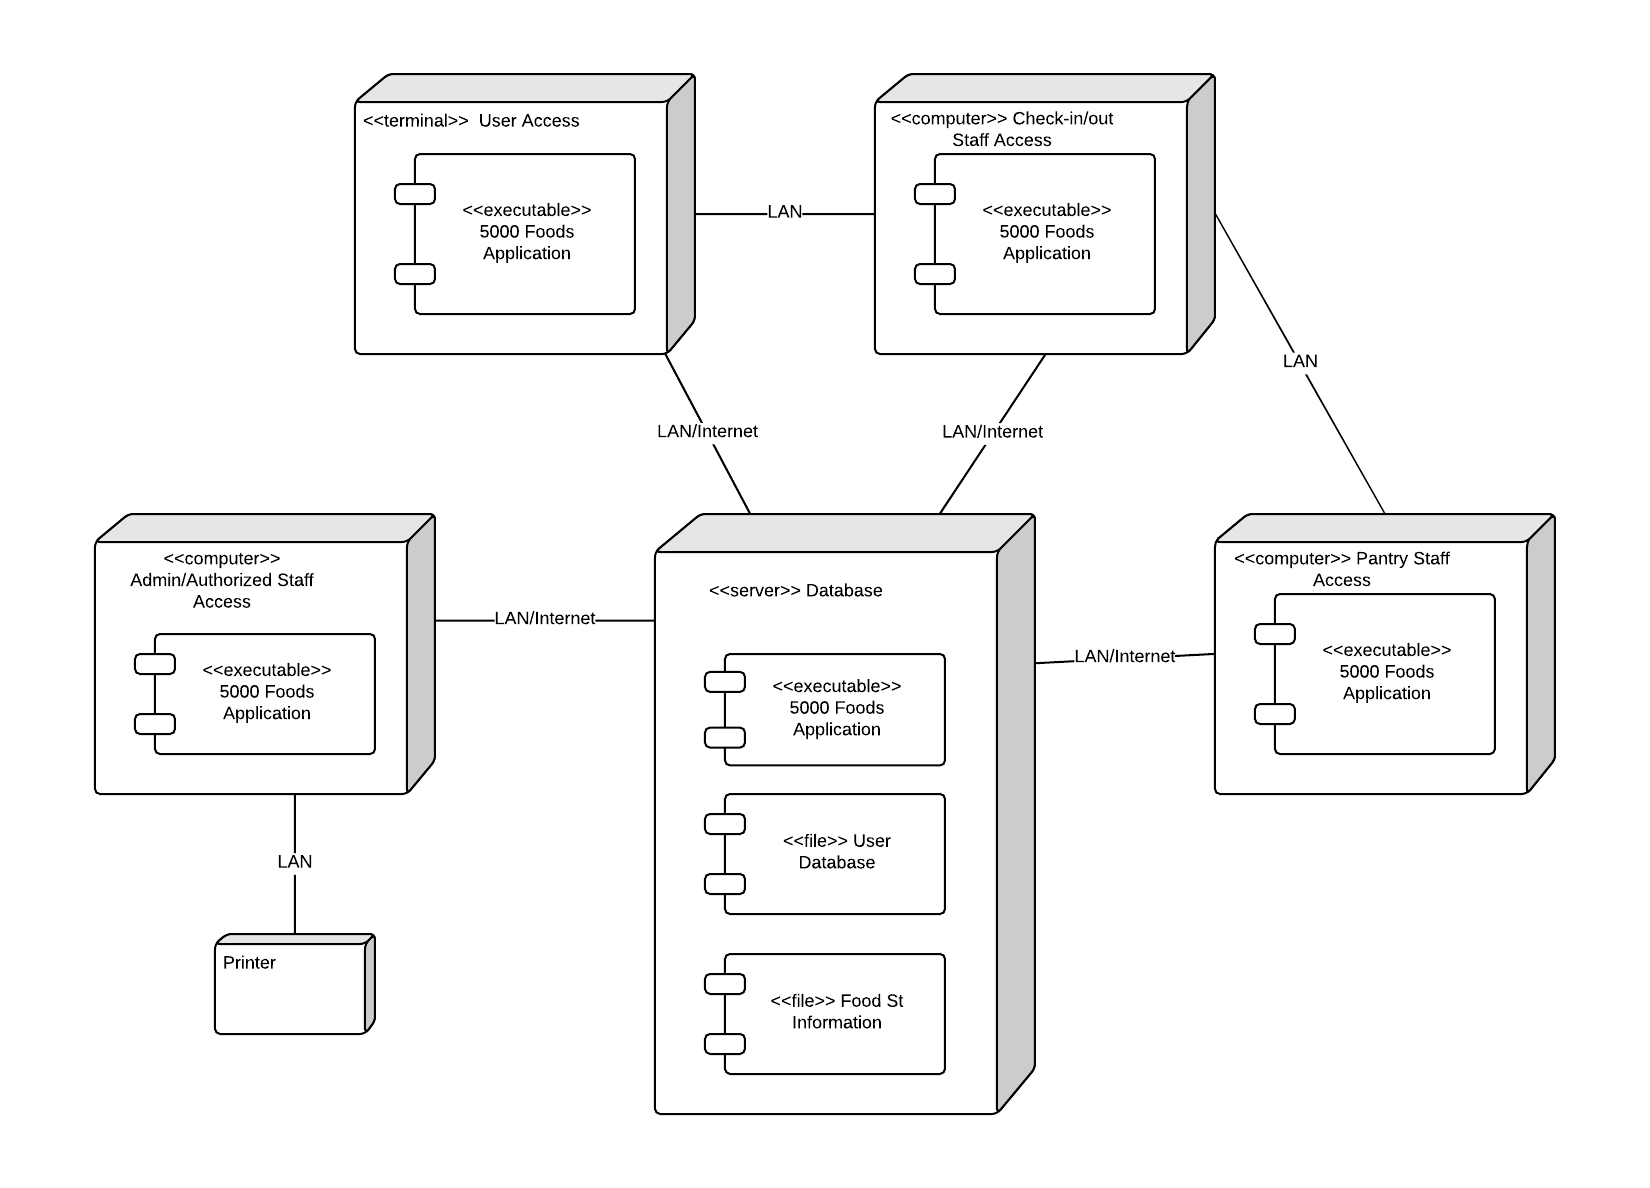 <<terminal>> User Access
<<executable>>
5000 Foods
Application
LAN
<<computer>> Check-in/out
Staff Access
<<executable>>
5000 Foods
Application
LAN
LAN/Internet
LAN/Internet
<<computer>>
Admin/Authorized Staff
Access
<<executable>>
5000 Foods
Application
LAN/Internet
<<server>> Database
<<executable>>
5000 Foods
Application
<<file>> User
Database
<<file>> Food St
Information
LAN/Internet
<<computer>> Pantry Staff
Access
<<executable>>
5000 Foods
Application
LAN
Printer